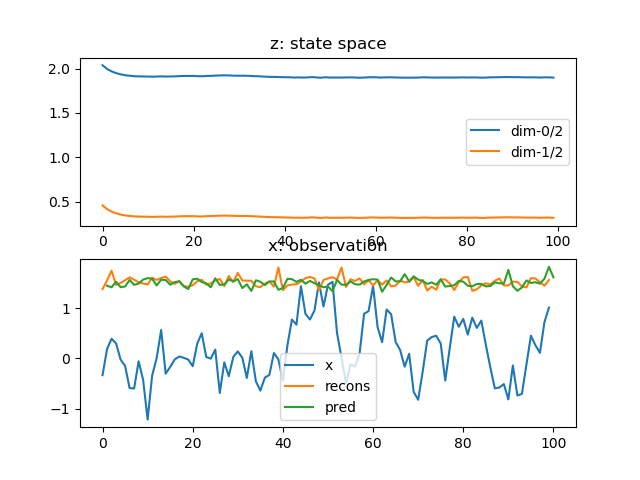 z: state space
2.0
1.5
1.0
0.5
dim-0/2
dim-1/2
0 20 40 60 80 100
x: observation
1
0
−1
x
recons
pred
0 20 40 60 80 100